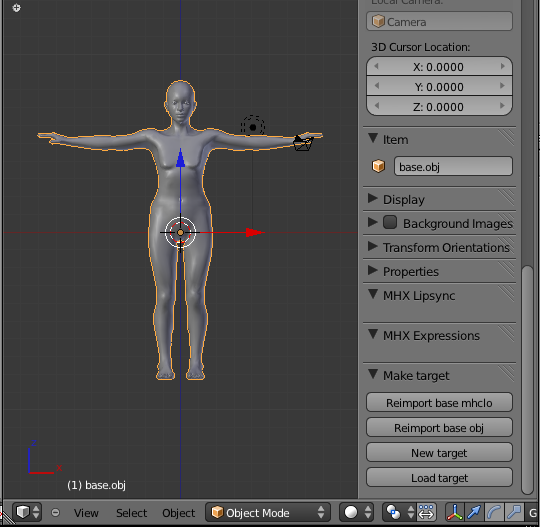 Local Camera:
Camera
3D Cursor Location:
X: 0.0000
Y: 0.0000
Z: 0.0000
Item
base.obj
Display
Background Images
Transform Orientations
Properties
MHX Lipsync
MHX Expressions
Make target
Reimport base mhclo
Reimport base obj
New target
Load target
(1) base.obj
View Select Object Object Mode G